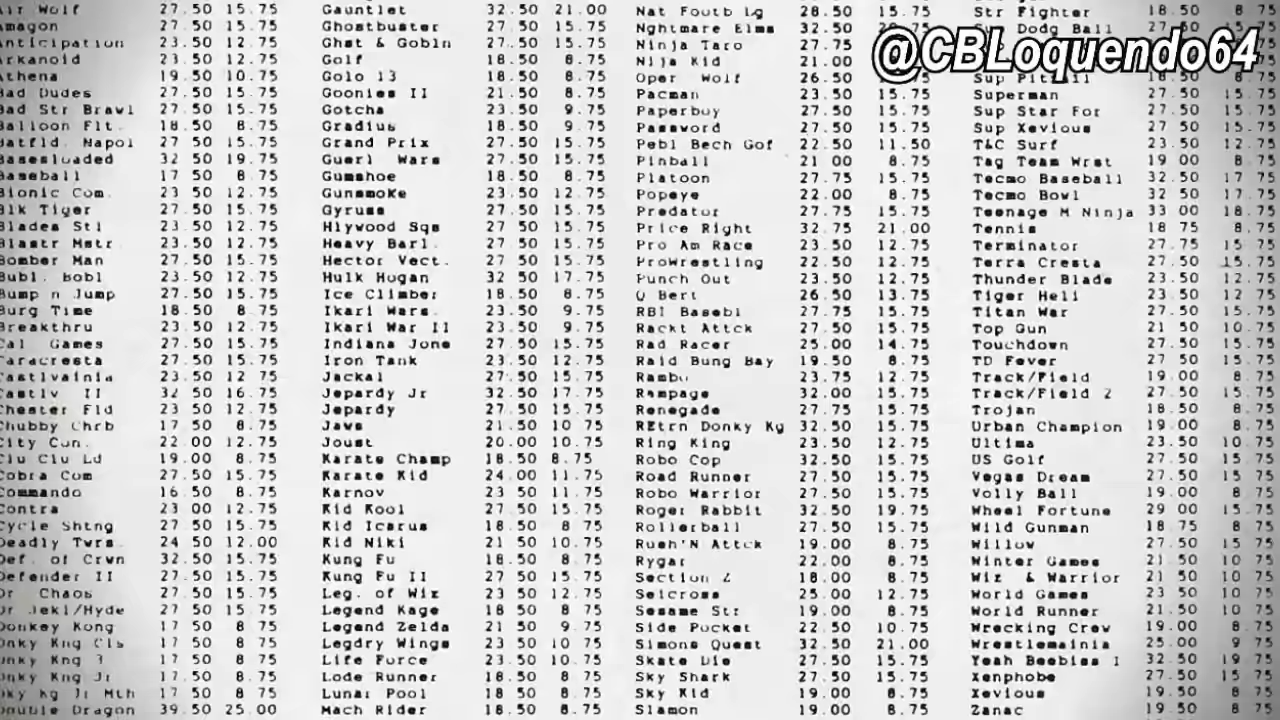 Air Wolf 27.50 15.75
Amagon 27.50 15.75
Anticipation 23.50 12.75
Arkanoid 23.50 12.75
Athena 19.50 10.75
Bad Dudes 27.50 15.75
Bad Str Brawl 27.50 15.75
Balloon Flt. 18.50 8.75
Batfld. Napol 27 50 15.75
Basesloaded 32 50 19.75
Baseball 17 50 8.75
Bionic Com. 23 50 12.75
Blk Tiger 27.50 15.75
Blades Stl 23 50 12.75
Blastr Mstr 23.50 12.75
Bomber Man 27.50 15.75
Bubl. Bobl 23.50 12.75
Bump n Jump 27.50 15.75
Burg Time 18.50 8.75
Breakthru 23.50 12.75
Cal Games 27.50 15.75
Caracresta 27.50 15.75
Castlvainia 23.50 12 75
Castlv II 32 50 16.75
Chester Fld 23 50 12.75
Chubby Chrb 17 50 8.75
City Con. 22.00 12.75
Clu Clu Ld 19.00 8.75
Cobra Com 27.50 15.75
Commando 16.50 8.75
Contra 23 00 12.75
Cycle Shtng 27.50 15.75
Deadly Twrs 24 50 12.00
Def. of Crwn 32.50 15.75
Defender II 27.50 15.75
Dr Chaos 27.50 15.75
Dr Jekl/Hyde 27 50 15.75
Donkey Kong 17 50 8 75
Dnky Kng Cls 17 50 8 75
Dnky Kng 3 17 50 8 75
Dnky Kng Jr 17 50 8.75
Dky Kg Jr Mth 17 50 8 75
Double Dragon 39.50 25.00
Gauntlet 32.50 21.00
Ghostbuster 27.50 15.75
Ghst & Gobln 27.50 15.75
Golf 18.50 8.75
Golo 13 18.50 8.75
Goonies II 21.50 8.75
Gotcha 23.50 9.75
Gradius 18.50 9.75
Grand Prix 27.50 15.75
Guerl Wars 27.50 15.75
Gumshoe 18.50 8.75
Gunsmoke 23.50 12.75
Gyruss 27.50 15.75
Hlywood Sqs 27 50 15.75
Heavy Barl. 27.50 15.75
Hector Vect. 27.50 15.75
Hulk Hogan 32 50 17.75
Ice Climber 18.50 8.75
Ikari Wars. 23.50 9.75
Ikari War II 23.50 9.75
Indiana Jone 27.50 15.75
Iron Tank 23.50 12.75
Jackal 27.50 15.75
Jepardy Jr 32.50 17.75
Jepardy 27.50 15.75
Jaws 21.50 10 75
Joust 20.00 10.75
Karate Champ 18.50 8.75
Karate Kid 24.00 11.75
Karnov 23 50 11.75
Kid Kool 27.50 15.75
Kid Icarus 18.50 8 75
Kid Niki 21 50 10.75
Kung Fu 18 50 8.75
Kung Fu II 27 50 15.75
Leg. of Wiz 23 50 12.75
Legend Kage 18 50 8 75
Legend Zelda 21 50 9.75
Legdry Wings 23 50 10 75
Life Force 23 50 10.75
Lode Runner 18.50 8.75
Lunar Pool 18.50 8 75
Mach Rider 18.50 8.75
Nat Footb Lg 28.50 15.75
Nghtmare Elms 32.50
Ninja Taro 27.75
Nija Kid 21.00
Oper Wolf 26.50
Pacman 23.50 15.75
Paperboy 27.50 15.75
Password 27.50 15.75
Pebl Bech Gof 22.50 11.50
Pinball 21 00 8.75
Platoon 27.75 15.75
Popeye 22.00 8.75
Predator 27.75 15.75
Price Right 32.75 21.00
Pro Am Race 23.50 12.75
ProWrestling 22.50 12.75
Punch Out 23.50 12.75
Q Bert 26.50 13.75
RBI Basebl 27.75 15.75
Rackt Attck 27.50 15.75
Rad Racer 25.00 14.75
Raid Bung Bay 19.50 8.75
Rambo 23.75 12.75
Rampage 32.00 15.75
Renegade 27.75 15.75
REtrn Donky Kg 32.50 15.75
Ring King 23.50 12.75
Robo Cop 32.50 15.75
Road Runner 27.50 15.75
Robo Warrior 27.50 15.75
Roger Rabbit 32.50 19.75
Rollerball 27.50 15.75
Rush'N Attck 19.00 8.75
Rygar 22.00 8.75
Section Z 18.00 8.75
Selcross 25.00 12.75
Sesame Str 19.00 8.75
Side Pocket 22.50 10.75
Simons Quest 32.50 21.00
Skate Die 27.50 15.75
Sky Shark 27.50 15.75
Sky Kid 19.00 8.75
Slamon 19.00 8.75
Str Fighter 18.50 8 75
Sup Dodg Ball
@CBLoquendo64
Sup Pitfall 18.50 8.75
Superman 27 50 15.75
Sup Star For 27.50 15.75
Sup Xevious 27 50 12.75
T&C Surf 23.50 12.75
Tag Team Wrst 19 00 8.75
Tecmo Baseball 32.50 17 75
Tecmo Bowl 32 50 17.75
Teenage M Ninja 33 00 18.75
Tennis 18 75 8.75
Terminator 27.75 15.75
Terra Cresta 27.50 15.75
Thunder Blade 23.50 12.75
Tiger Heli 23.50 12 75
Titan War 27.50 15.75
Top Gun 21 50 10.75
Touchdown 27 50 15.75
TD Fever 27 50 15.75
Track/Field 19.00 8.75
Track/Field 2 27.50 15.75
Trojan 18.50 8.75
Urban Champion 19.00 8.75
Ultima 23.50 10 75
US Golf 27.50 15 75
Vegas Dream 27.50 15.75
Volly Ball 19.00 8 75
Wheel Fortune 29 00 15.75
Wild Gunman 18.75 8.75
Willow 27.50 15 75
Winter Games 21 50 10 75
Wiz & Warrior 21 50 10 75
World Games 23 50 10 75
World Runner 21.50 10 75
Wrecking Crew 19.00 8 75
Wrestlemainia 25.00 9 75
Yeah Beebiss I 32.50 19 75
Xenphobe 27.50 15 75
Xevious 19.50 8 75
Zanac 19.50 8 75